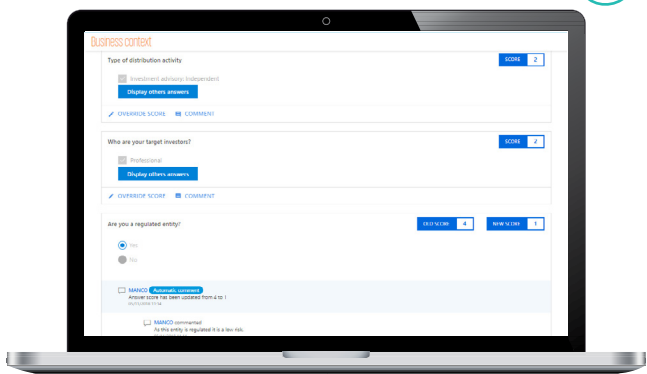 Business context
Type of distribution activity
SCORE 2
Investment advisory: Independent
Display others answers
OVERRIDE SCORE COMMENT
Who are your target investors?
SCORE 2
Professional
Display others answers
OVERRIDE SCORE COMMENT
Are you a regulated entity?
OLD SCORE 4 NEW SCORE 1
Yes
No
MANCO Automatic comment
Answer score has been updated from 4 to 1
MANCO commented
As this entity is regulated it is a low risk.